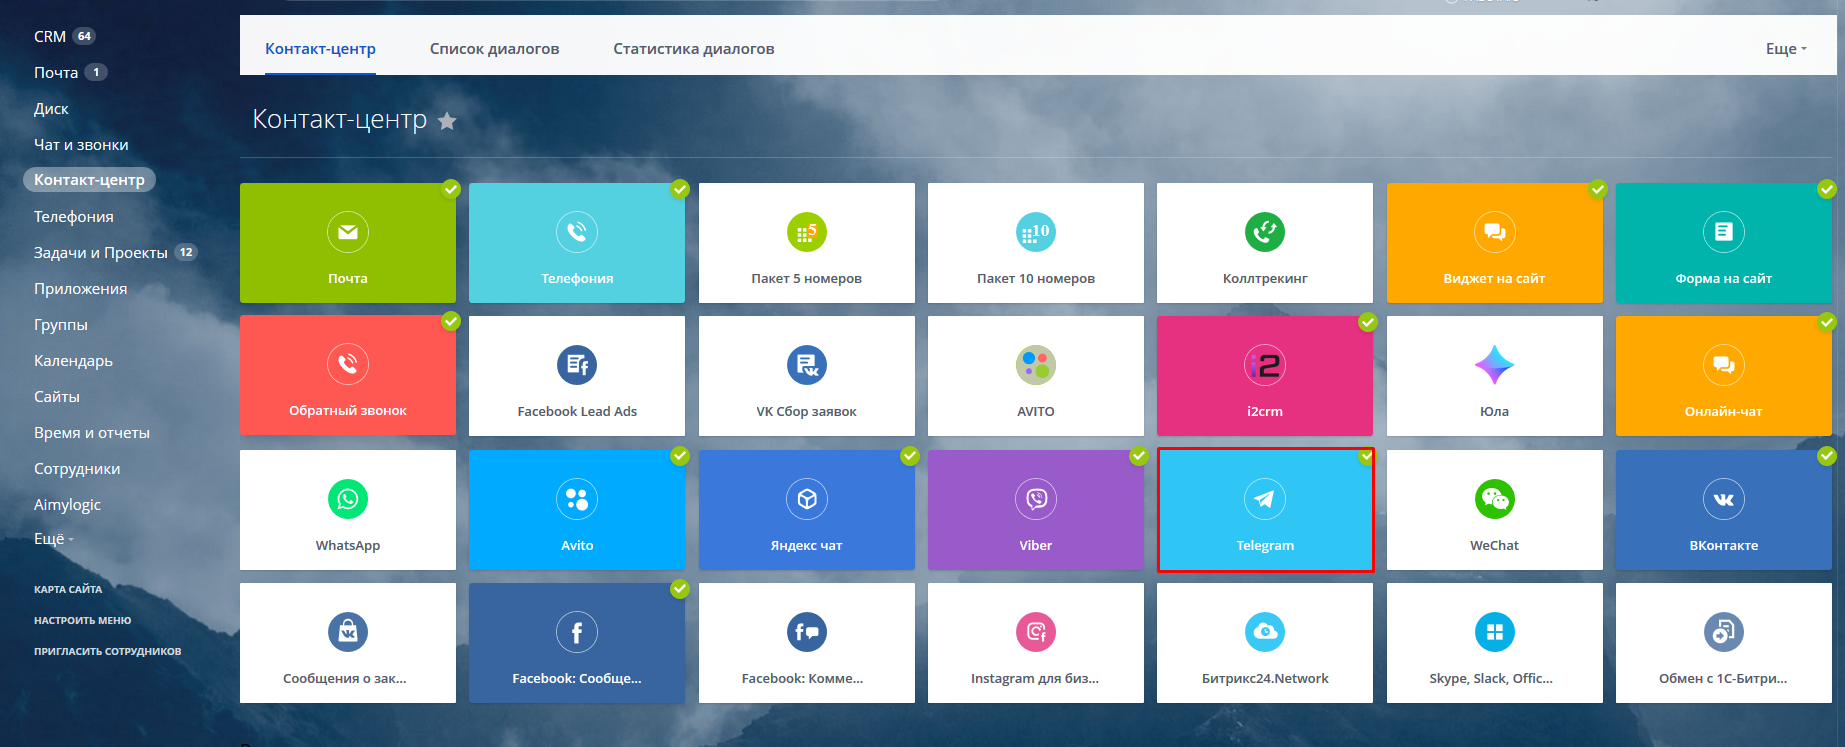 CRM 64
Почта 1
Диск
Чат и звонки
Контакт-центр
Телефония
Задачи и Проекты 12
Приложения
Группы
Календарь
Сайты
Время и отчеты
Сотрудники
Aimylogic
Ещё
КАРТА САЙТА
НАСТРОИТЬ МЕНЮ
ПРИГЛАСИТЬ СОТРУДНИКОВ
Контакт-центр Список диалогов Статистика диалогов Еще
Контакт-центр
5 10
Почта Телефония Пакет 5 номеров Пакет 10 номеров Коллтрекинг Виджет на сайт Форма на сайт
i2
Обратный звонок Facebook Lead Ads VK Сбор заявок AVITO i2crm Юла Онлайн-чат
WhatsApp Avito Яндекс чат Viber Telegram WeChat ВКонтакте
Сообщения о зак... Facebook: Сообще... Facebook: Комме... Instagram для биз... Битрикс24.Network Skype, Slack, Offic... Обмен с 1С-Битри...